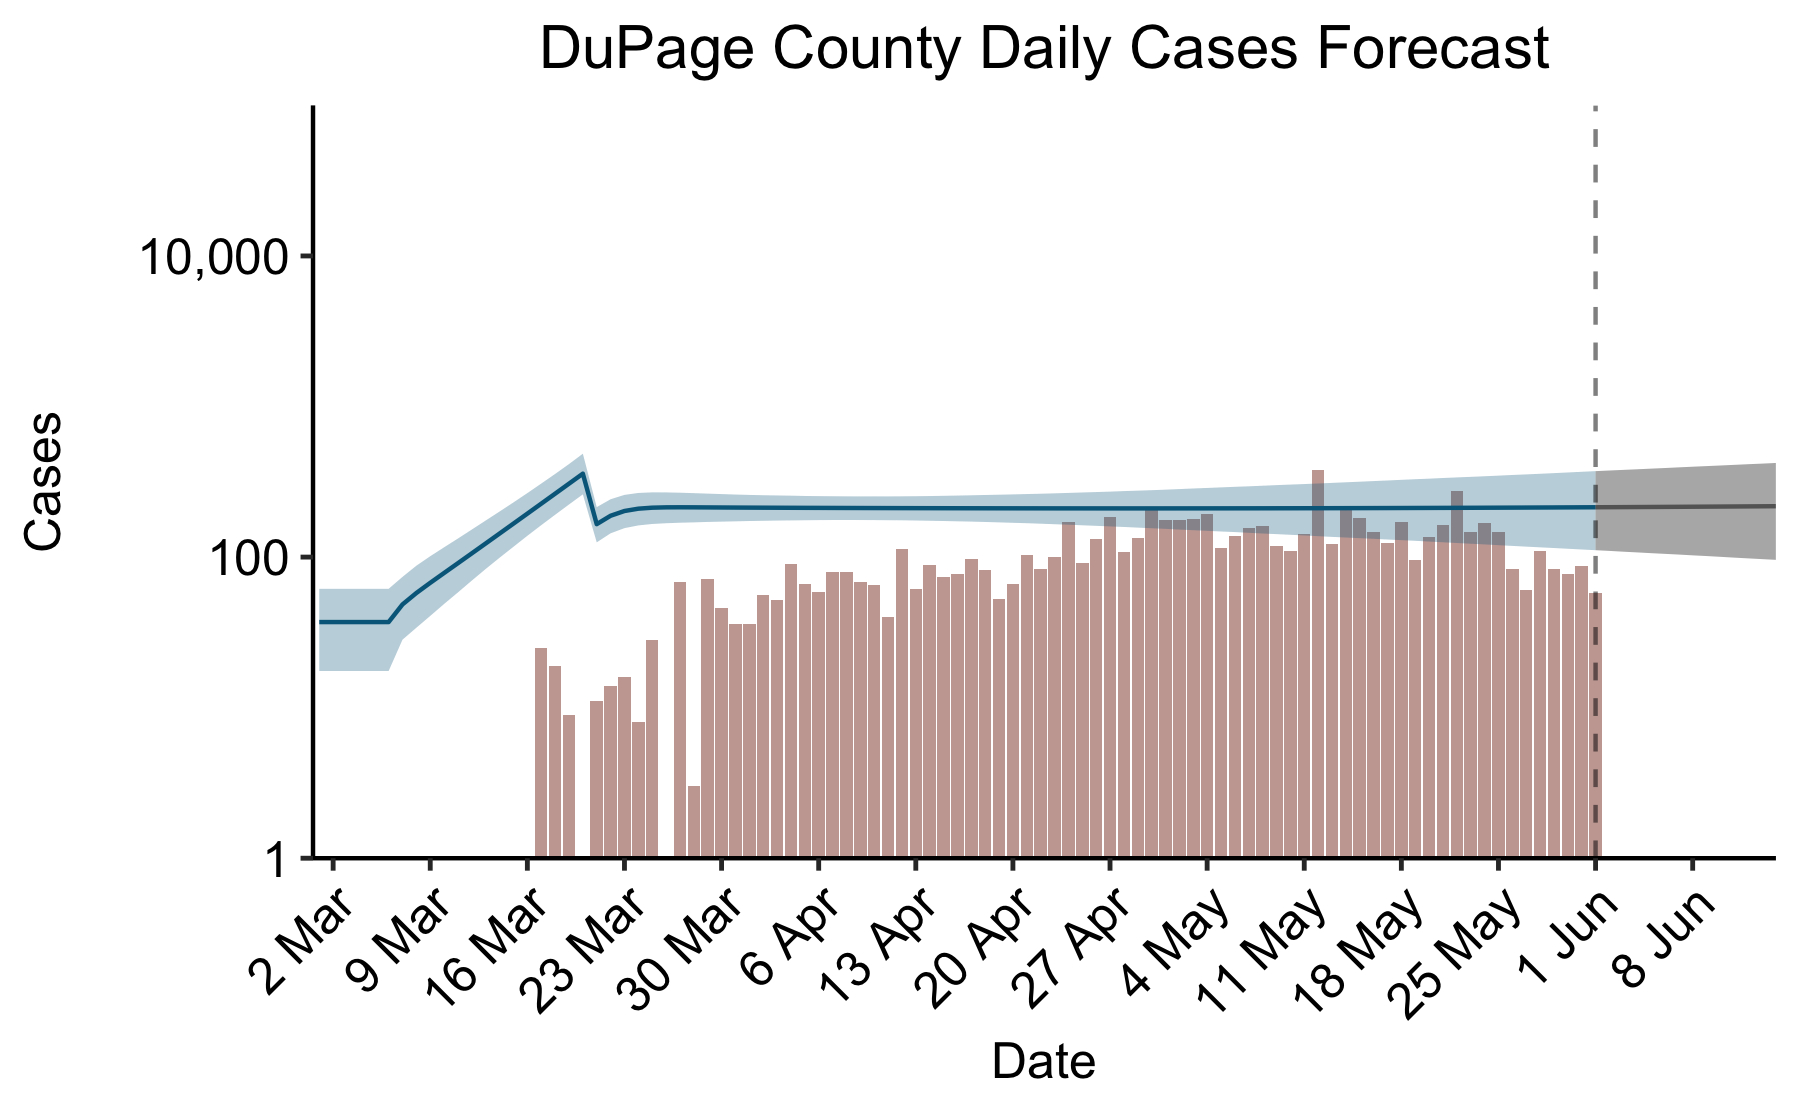 DuPage County Daily Cases Forecast
10,000
100
1
Cases
2 Mar
9 Mar
16 Mar
23 Mar
30 Mar
6 Apr
13 Apr
20 Apr
27 Apr
4 May
11 May
18 May
25 May
1 Jun
8 Jun
Date